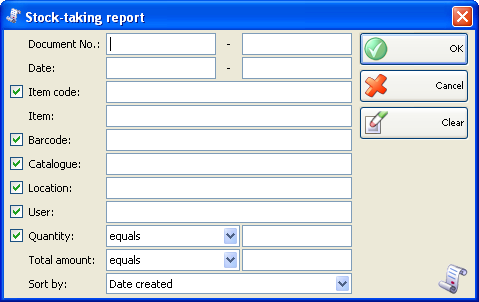 Stock-taking report
Document No.: -
OK
Date: -
Item code:
Cancel
Item:
Clear
Barcode:
Catalogue:
Location:
User:
Quantity: equals
Total amount: equals
Sort by: Date created